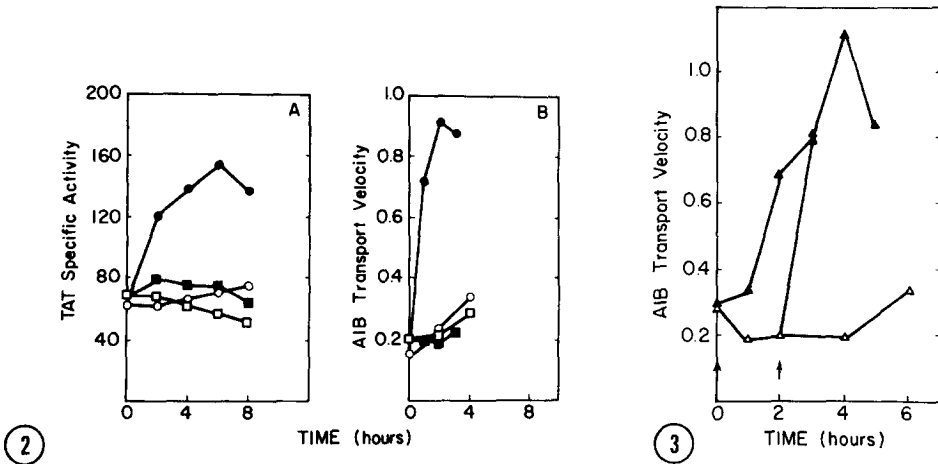 A
TAT Specific Activity
200
160
120
80
40
0 4 8 12
B
AIB Transport Velocity
1.0
0.8
0.6
0.4
0.2
0 4 8
TIME (hours)
2
AIB Transport Velocity
1.0
0.8
0.6
0.4
0.2
0 2 4 6
TIME (hours)
3